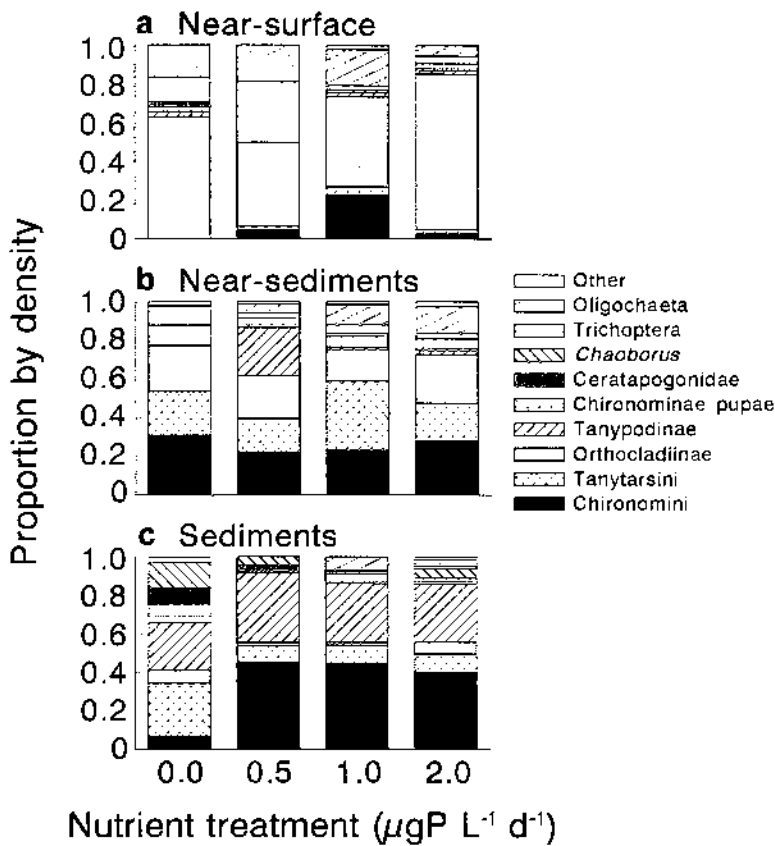 a Near-surface
1.0
0.8
0.6
0.4
0.2
0
b Near-sediments
1.0
0.8
0.6
0.4
0.2
0
c Sediments
1.0
0.8
0.6
0.4
0.2
0
0.0 0.5 1.0 2.0
Nutrient treatment (µgP L⁻¹ d⁻¹)
Proportion by density
Other
Oligochaeta
Trichoptera
Chaoborus
Ceratapogonidae
Chironominae pupae
Tanypodinae
Orthocladiinae
Tanytarsini
Chironomini